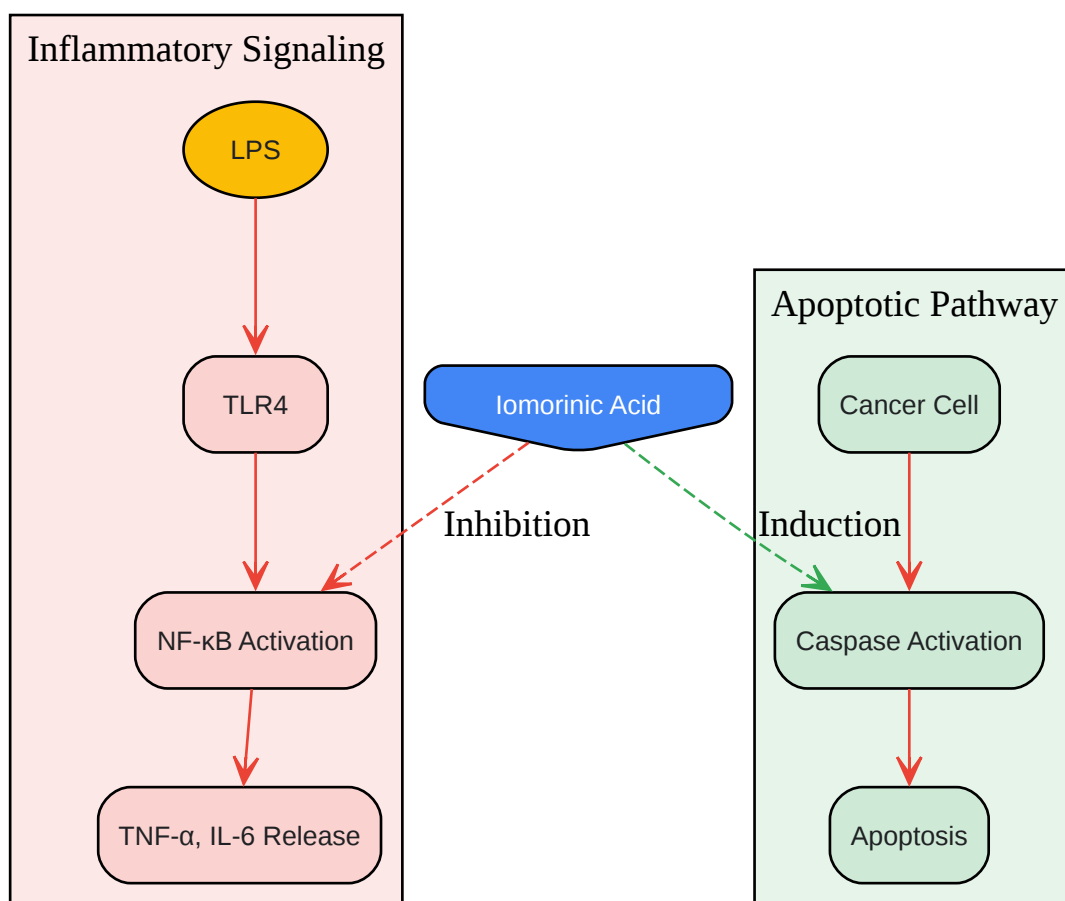 Inflammatory Signaling
LPS
TLR4
NF-κB Activation
TNF-α, IL-6 Release
Iomorinic Acid
Inhibition
Induction
Apoptotic Pathway
Cancer Cell
Caspase Activation
Apoptosis